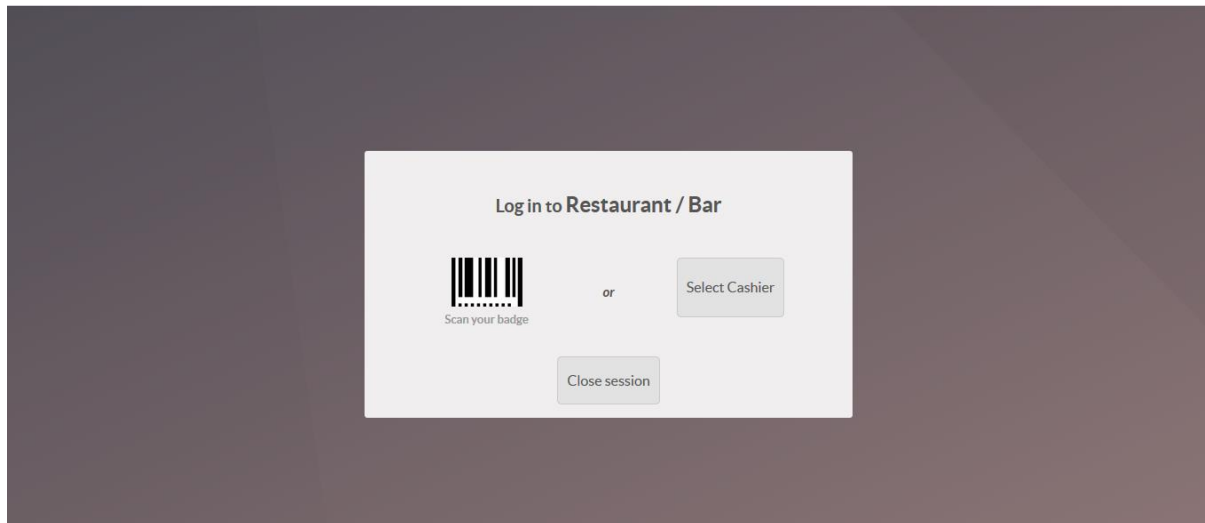 Log in to Restaurant / Bar
Scan your badge
or
Select Cashier
Close session